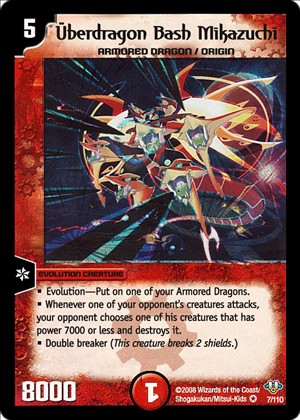 5
Überdragon Bash Mikazuchi
ARMORED DRAGON / ORIGIN
EVOLUTION CREATURE
▪ Evolution—Put on one of your Armored Dragons.
▪ Whenever one of your opponent's creatures attacks,
your opponent chooses one of his creatures that has
power 7000 or less and destroys it.
▪ Double breaker (This creature breaks 2 shields.)
8000
1
©2008 Wizards of the Coast/
Shogakukan/Mitsui-Kids ✪
7/110